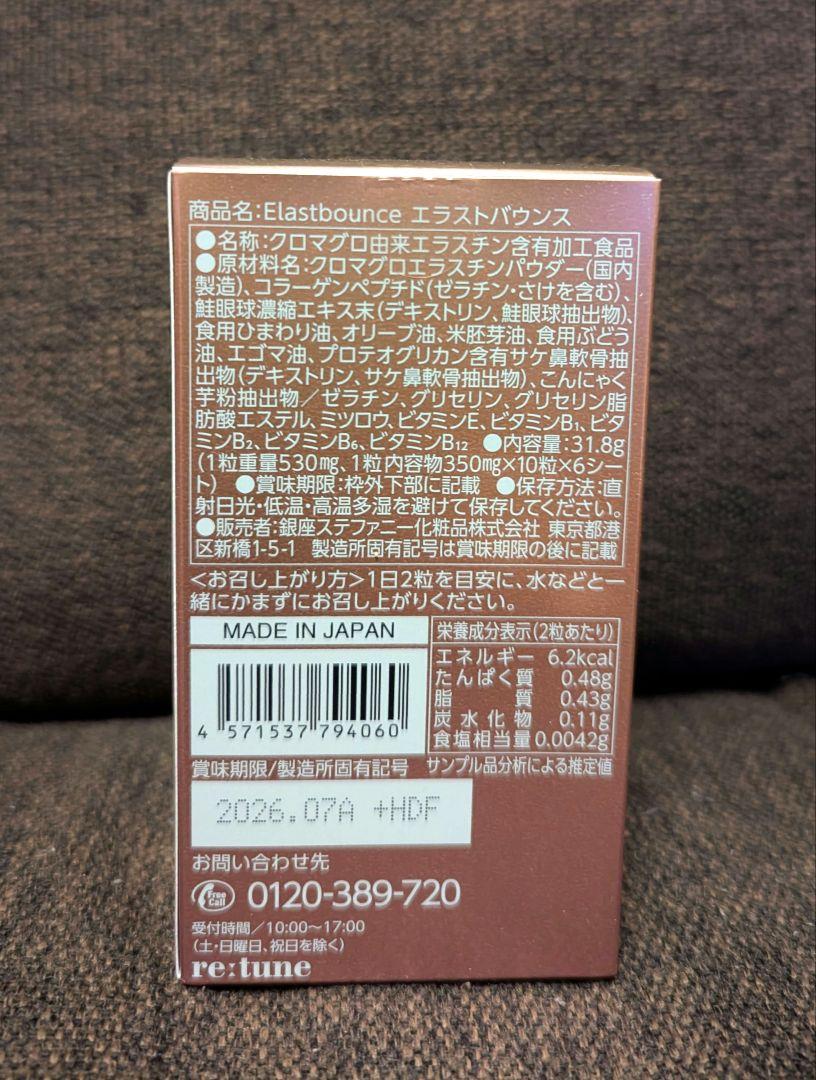 商品名:Elastbounce エラストバウンス
●名称:クロマグロ由来エラスチン含有加工食品
●原材料名:クロマグロエラスチンパウダー(国内
製造)、コラーゲンペプチド(ゼラチン・さけを含む)、
鮭眼球濃縮エキス末(デキストリン、鮭眼球抽出物)、
食用ひまわり油、オリーブ油、米胚芽油、食用ぶどう
油、エゴマ油、プロテオグリカン含有サケ鼻軟骨抽
出物(デキストリン、サケ鼻軟骨抽出物)、こんにゃく
芋粉抽出物/ゼラチン、グリセリン、グリセリン脂
肪酸エステル、ミツロウ、ビタミンE、ビタミンB₁、ビタ
ミンB₂、ビタミンB₆、ビタミンB₁₂ ●内容量:31.8g
(1粒重量530㎎、1粒内容物350㎎×10粒×6シー
ト) ●賞味期限:枠外下部に記載 ●保存方法:直
射日光・低温・高温多湿を避けて保存してください。
●販売者:銀座ステファニー化粧品株式会社 東京都港
区新橋1-5-1 製造所固有記号は賞味期限の後に記載
<お召し上がり方>1日2粒を目安に、水などと一
緒にかまずにお召し上がりください。
MADE IN JAPAN
4 571537 794060
栄養成分表示(2粒あたり)
エネルギー 6.2kcal
たんぱく質 0.48g
脂質 0.43g
炭水化物 0.11g
食塩相当量 0.0042g
サンプル品分析による推定値
賞味期限/製造所固有記号
2026.07A +HDF
お問い合わせ先
Free Call 0120-389-720
受付時間/10:00～17:00
(土・日曜日、祝日を除く)
re:tune